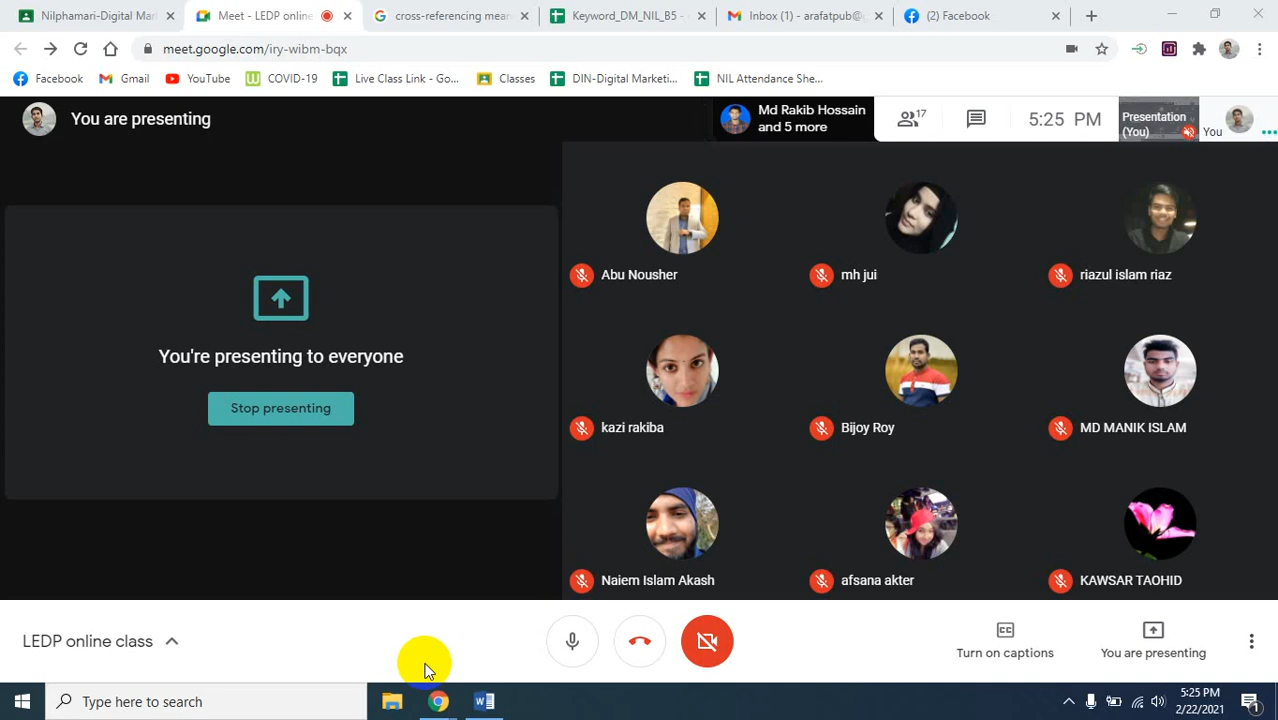 Nilphamari-Digital Mar
Meet - LEDP online
cross-referencing mean
Keyword_DM_NIL_B5 -
Inbox (1) - arafatpub@
(2) Facebook
meet.google.com/iry-wibm-bqx
Facebook
Gmail
YouTube
COVID-19
Live Class Link - Go...
Classes
DIN-Digital Marketi...
NIL Attendance She...
You are presenting
Md Rakib Hossain
and 5 more
17
5:25 PM
Presentation
(You)
You
Abu Nousher
mh jui
riazul islam riaz
You're presenting to everyone
Stop presenting
kazi rakiba
Bijoy Roy
MD MANIK ISLAM
Naiem Islam Akash
afsana akter
KAWSAR TAOHID
LEDP online class
Turn on captions
You are presenting
Type here to search
5:25 PM
2/22/2021
1